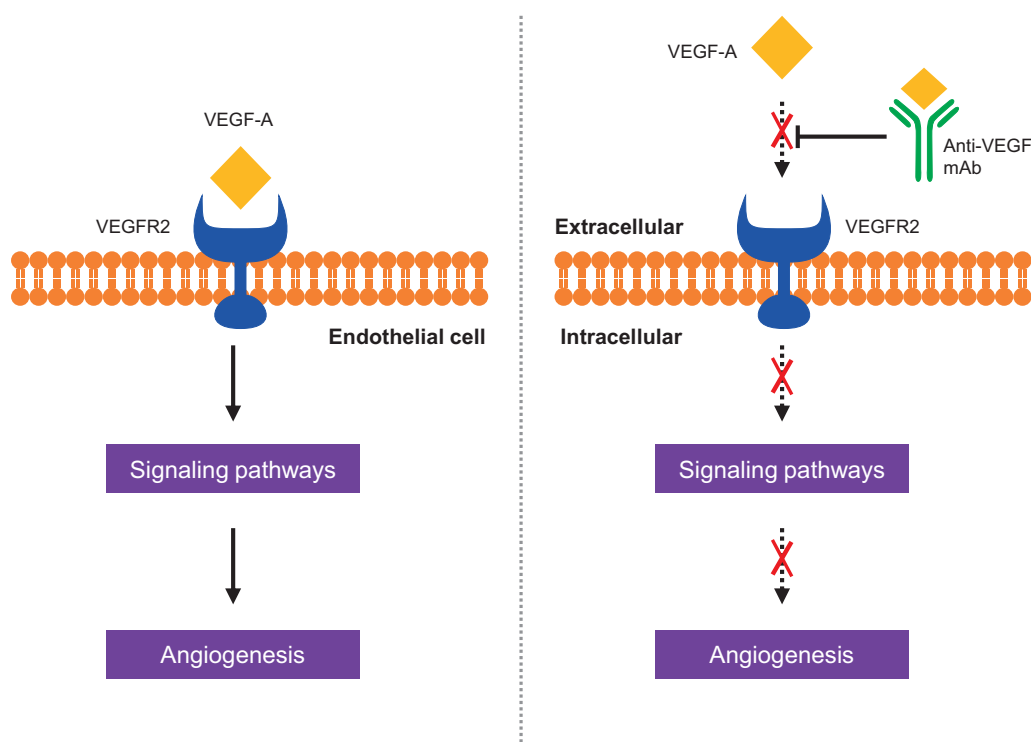 VEGF-A
VEGFR2
Endothelial cell
Signaling pathways
Angiogenesis
VEGF-A
Anti-VEGF
mAb
Extracellular
VEGFR2
Intracellular
Signaling pathways
Angiogenesis